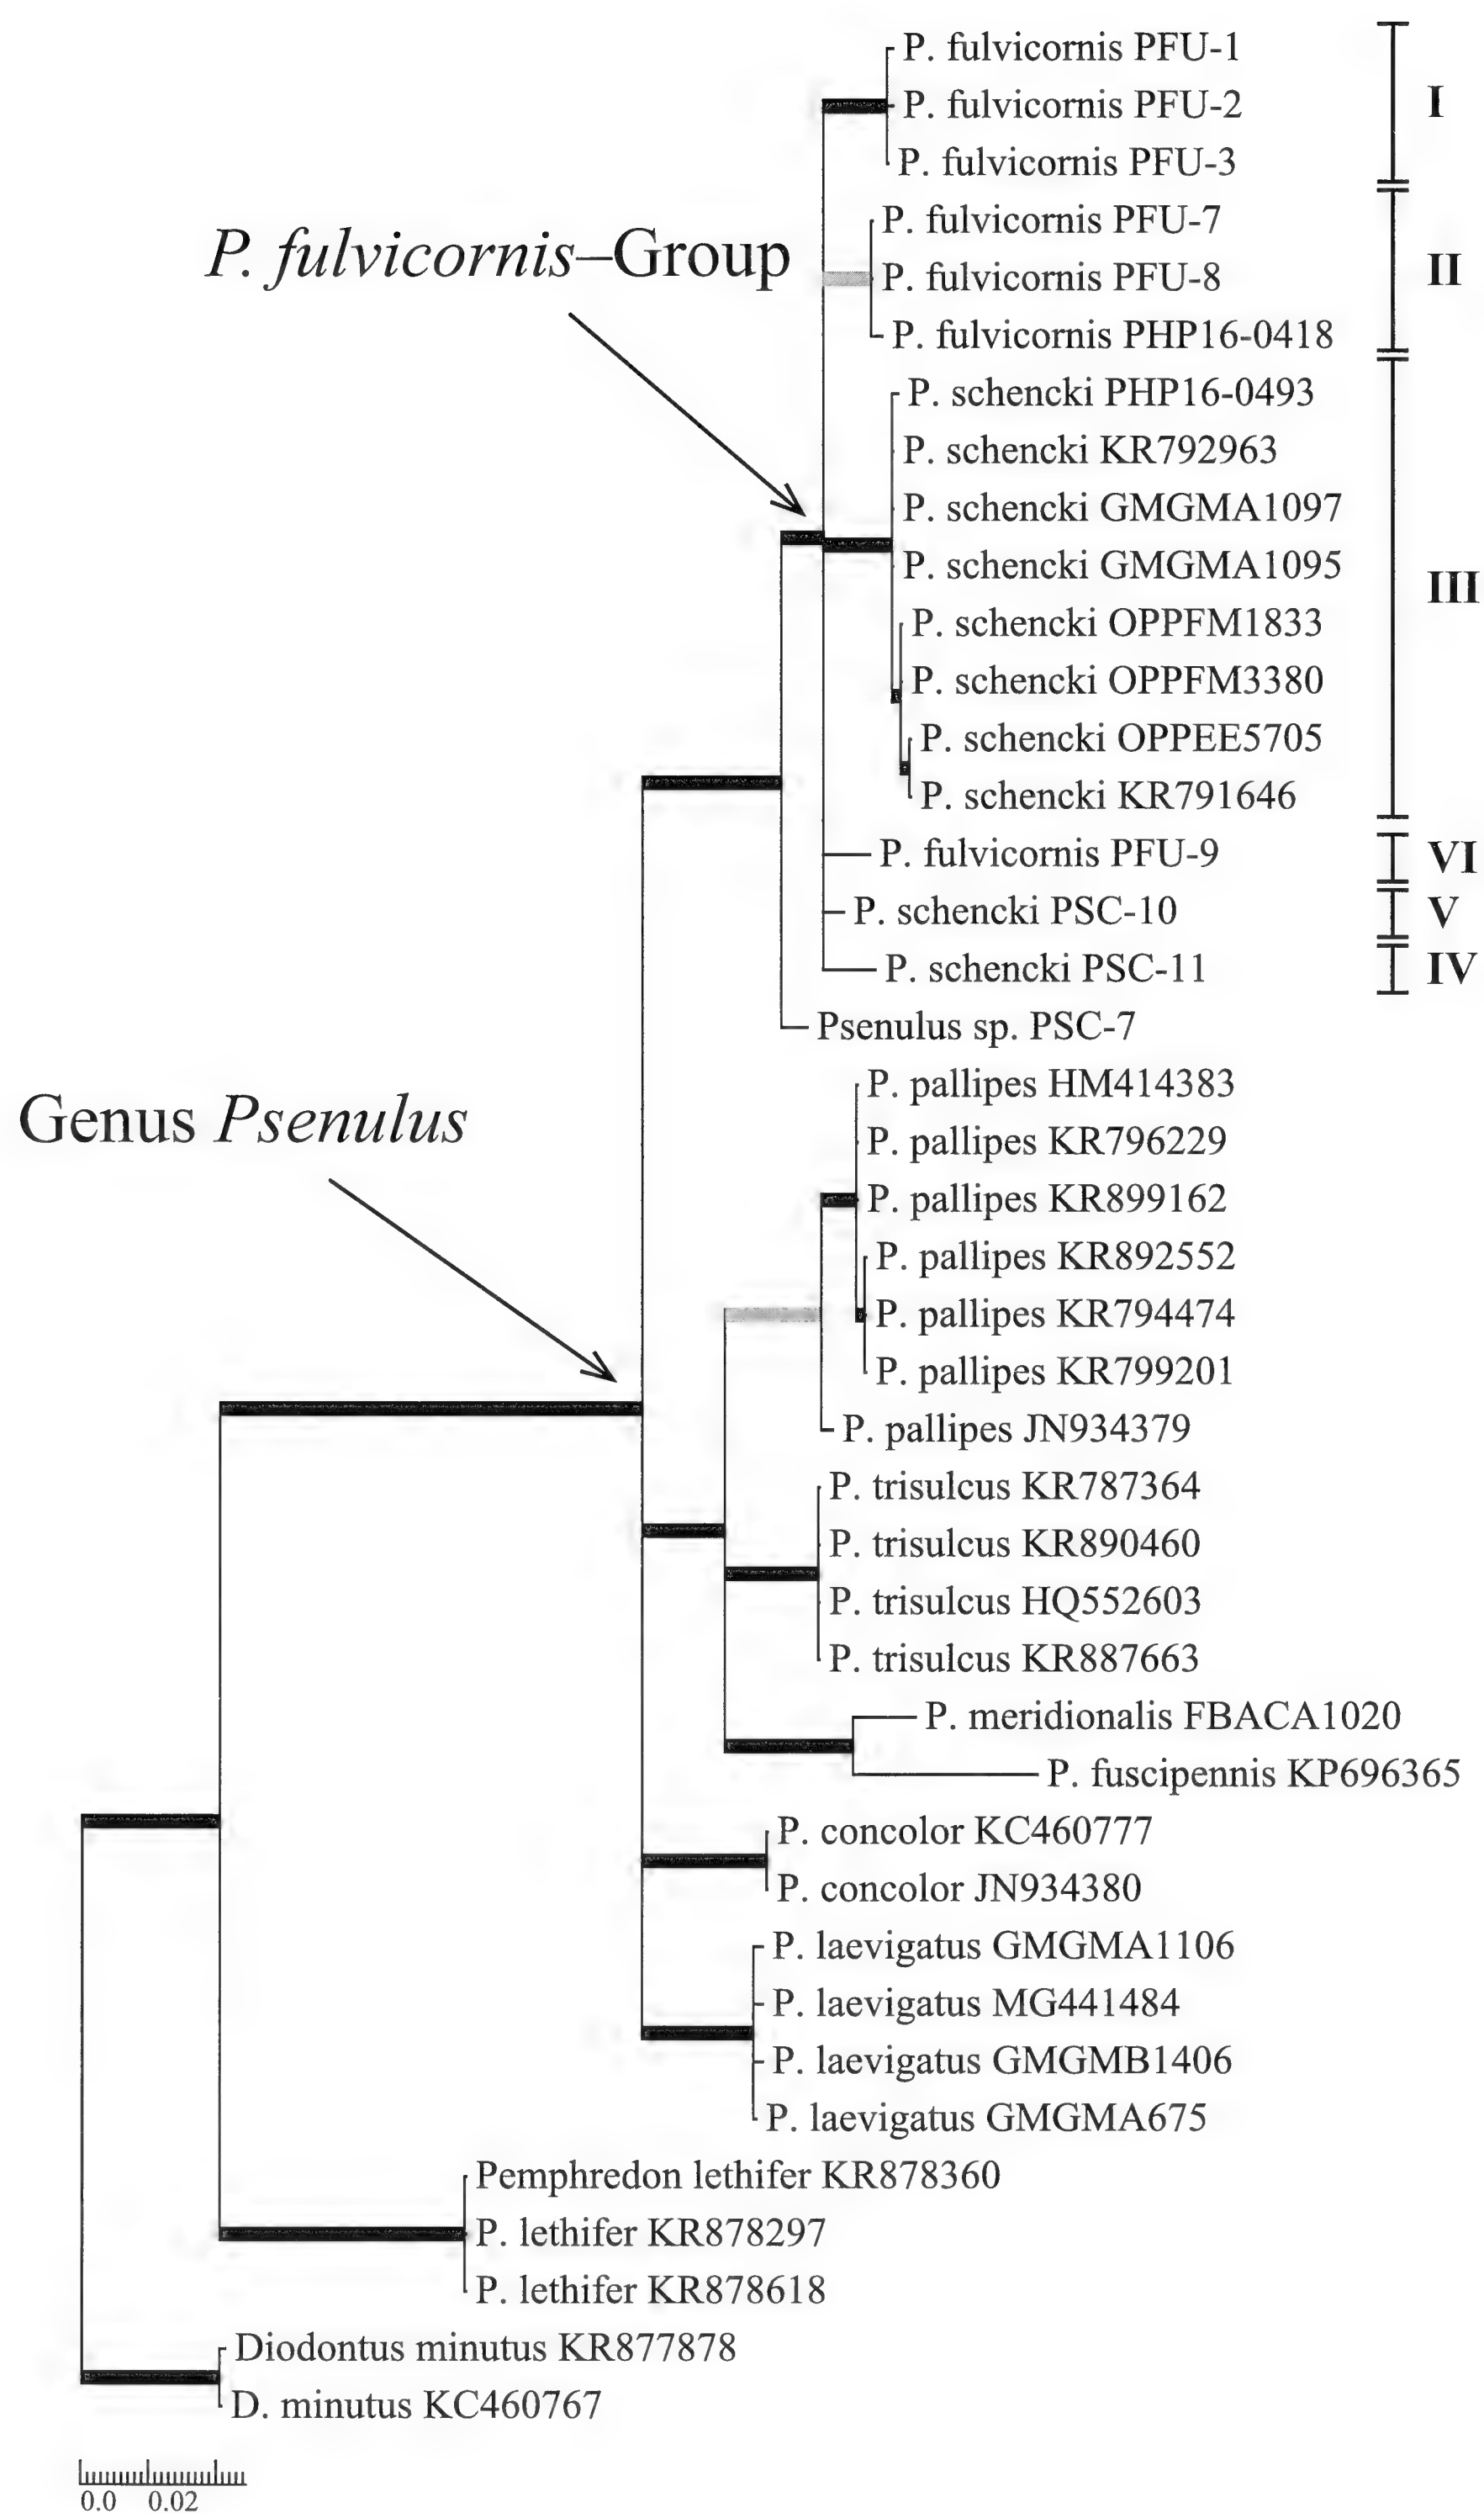 P. fulvicornis PFU-1
P. fulvicornis PFU-2
I
P. fulvicornis PFU-3
P. fulvicornis PFU-7
P. fulvicornis–Group
P. fulvicornis PFU-8
II
P. fulvicornis PHP16-0418
P. schencki PHP16-0493
P. schencki KR792963
P. schencki GMGMA1097
P. schencki GMGMA1095
III
P. schencki OPPFM1833
P. schencki OPPFM3380
P. schencki OPPEE5705
P. schencki KR791646
P. fulvicornis PFU-9
VI
P. schencki PSC-10
V
P. schencki PSC-11
IV
Psenulus sp. PSC-7
P. pallipes HM414383
Genus Psenulus
P. pallipes KR796229
P. pallipes KR899162
P. pallipes KR892552
P. pallipes KR794474
P. pallipes KR799201
P. pallipes JN934379
P. trisulcus KR787364
P. trisulcus KR890460
P. trisulcus HQ552603
P. trisulcus KR887663
P. meridionalis FBACA1020
P. fuscipennis KP696365
P. concolor KC460777
P. concolor JN934380
P. laevigatus GMGMA1106
P. laevigatus MG441484
P. laevigatus GMGMB1406
P. laevigatus GMGMA675
Pemphredon lethifer KR878360
P. lethifer KR878297
P. lethifer KR878618
Diodontus minutus KR877878
D. minutus KC460767
0.0 0.02